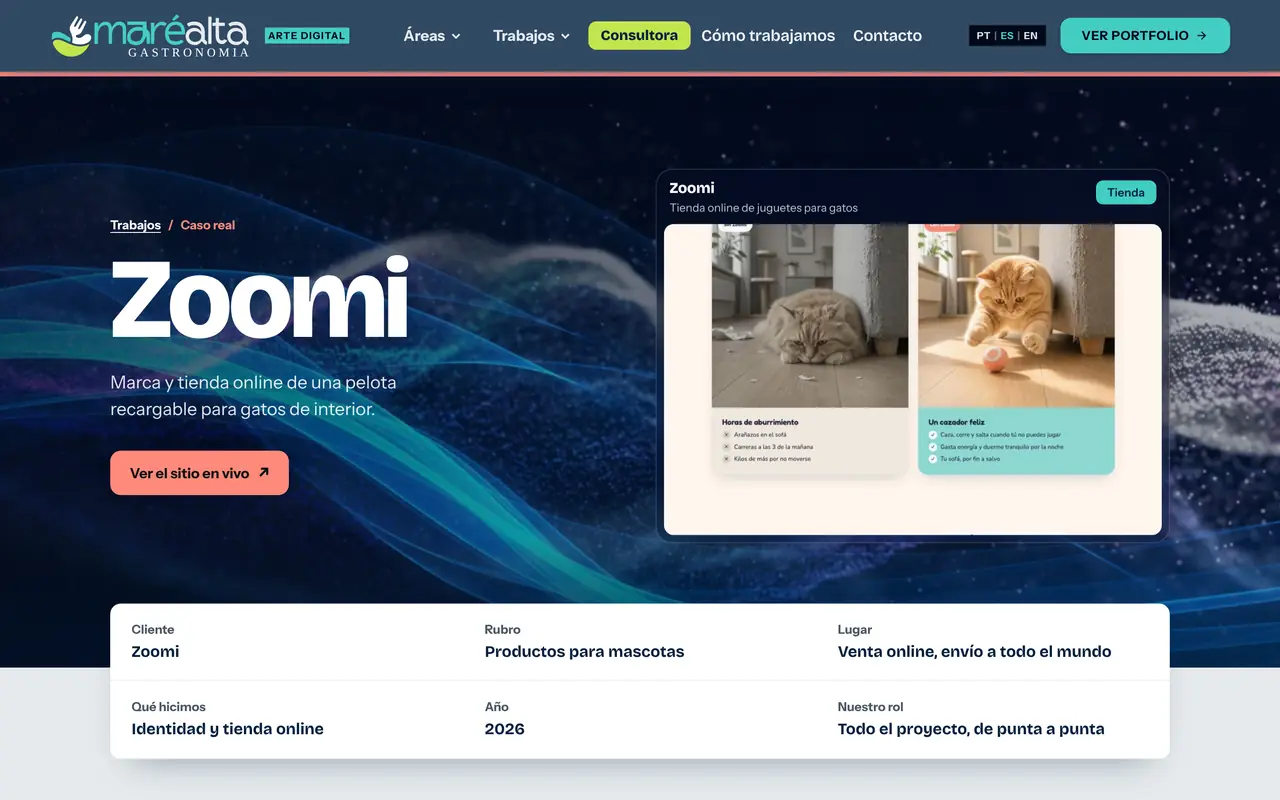 maréalta
GASTRONOMIA
ARTE DIGITAL
Áreas
Trabajos
Consultora
Cómo trabajamos
Contacto
PT | ES | EN
VER PORTFOLIO →
Trabajos / Caso real
Zoomi
Marca y tienda online de una pelota
recargable para gatos de interior.
Ver el sitio en vivo
Zoomi
Tienda online de juguetes para gatos
Tienda
Horas de aburrimiento
Arañazos en el sofá
Carreras a las 3 de la mañana
Kilos de más por no moverse
Un cazador feliz
Caza, corre y salta cuando tú no puedes jugar
Gasta energía y duerme tranquilo por la noche
Tu sofá, por fin a salvo
Cliente
Zoomi
Rubro
Productos para mascotas
Lugar
Venta online, envío a todo el mundo
Qué hicimos
Identidad y tienda online
Año
2026
Nuestro rol
Todo el proyecto, de punta a punta